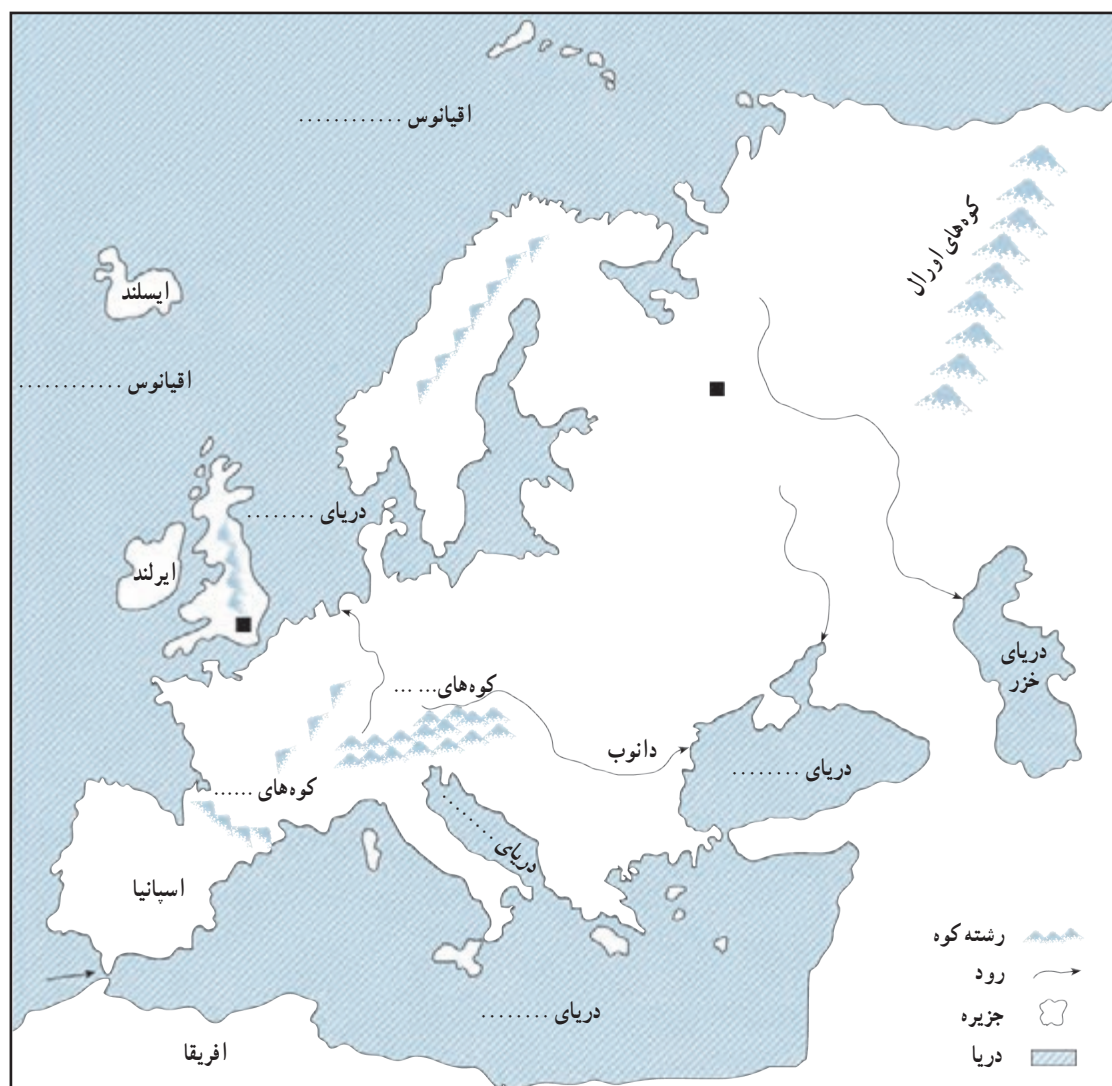 اقیانوس ............
کوه‌های اورال
ایسلند
اقیانوس ............
دریای ........
ایرلند
دریای
خزر
کوه‌های... ...
دانوب
دریای ........
کوه‌های ......
دریای ........
اسپانیا
دریای ........
افریقا
رشته کوه
رود
جزیره
دریا